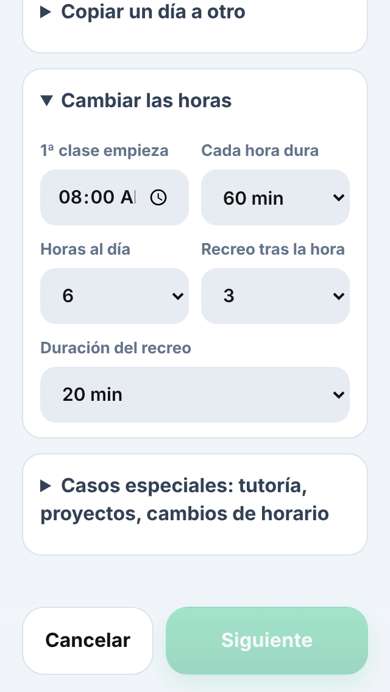 Copiar un día a otro
Cambiar las horas
1ª clase empieza
Cada hora dura
08:00
60 min
Horas al día
Recreo tras la hora
6
3
Duración del recreo
20 min
Casos especiales: tutoría,
proyectos, cambios de horario
Cancelar
Siguiente